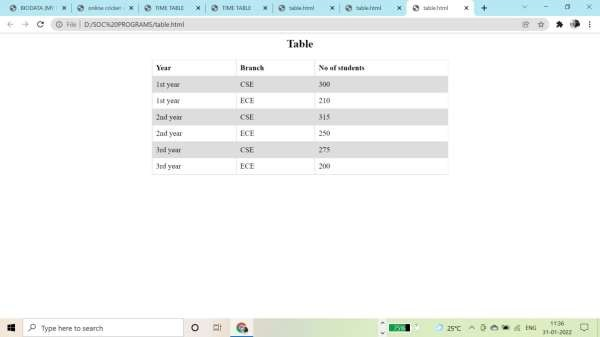 BIODATA (MY online cricker TIME TABLE TIME TABLE table.html table.html table.html
File D:/SOC%20PROGRAMS/table.html
Table
Year Branch No of students
1st year CSE 300
1st year ECE 210
2nd year CSE 315
2nd year ECE 250
3rd year CSE 275
3rd year ECE 200
Type here to search 75% 25°C ENG 11:36
31-01-2022